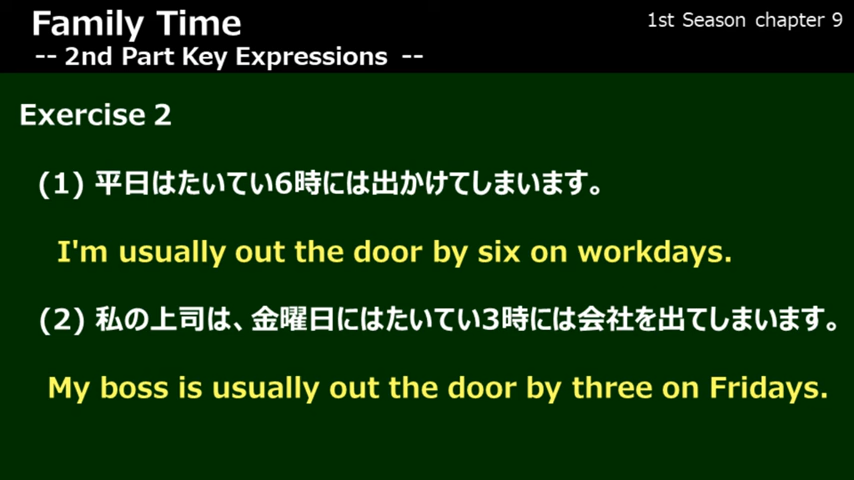 Family Time
1st Season chapter 9
-- 2nd Part Key Expressions --
Exercise 2
(1) 平日はたいてい6時には出かけてしまいます。
I'm usually out the door by six on workdays.
(2) 私の上司は、金曜日にはたいてい3時には会社を出てしまいます。
My boss is usually out the door by three on Fridays.